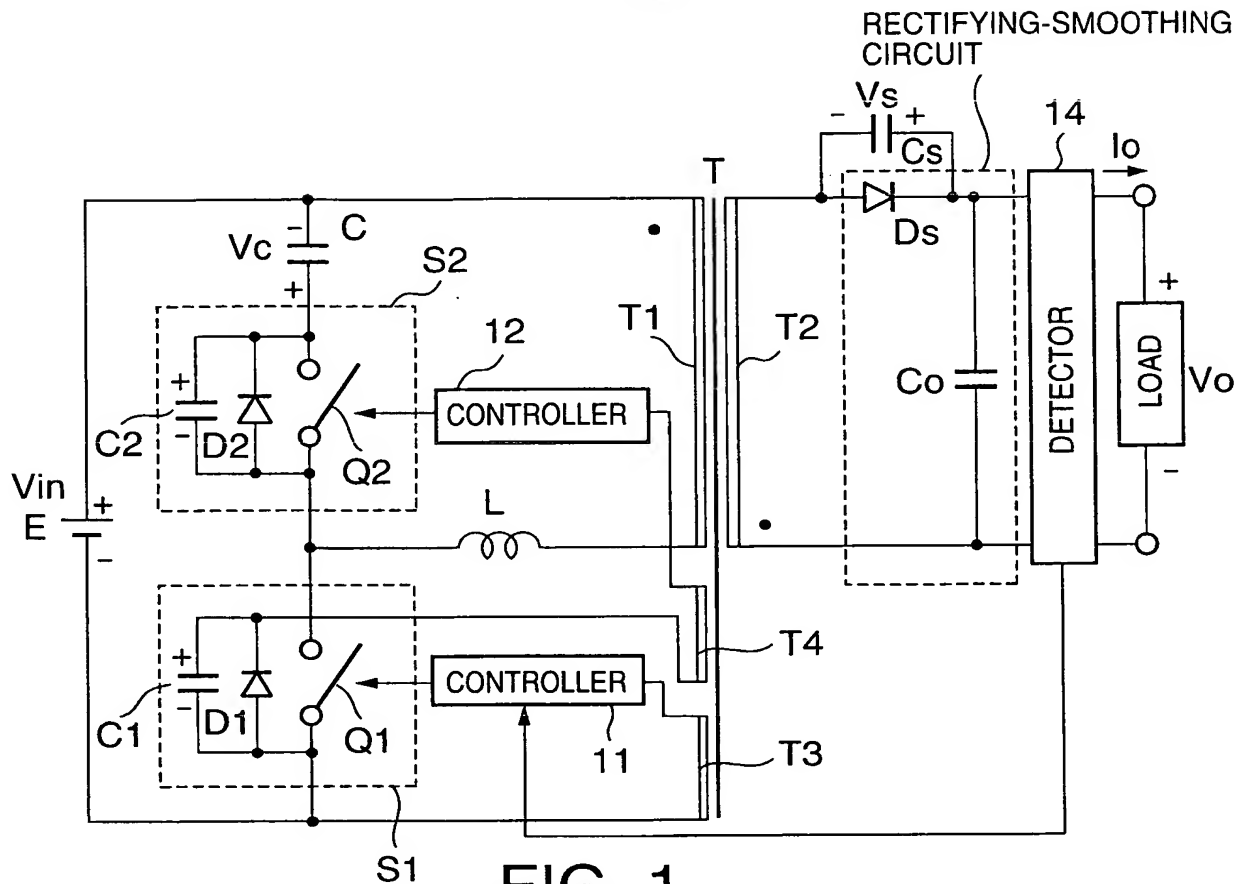 RECTIFYING-SMOOTHING
CIRCUIT
Vs
- +
Cs
14
Io
T
- C
Vc
+
S2
Ds
12
T1
T2
+
CONTROLLER
Co
DETECTOR
LOAD
Vo
C2
-
D2
Q2
-
Vin
+
E
-
L
T4
+
CONTROLLER
C1
-
D1
Q1
11
T3
S1
FIG. 1